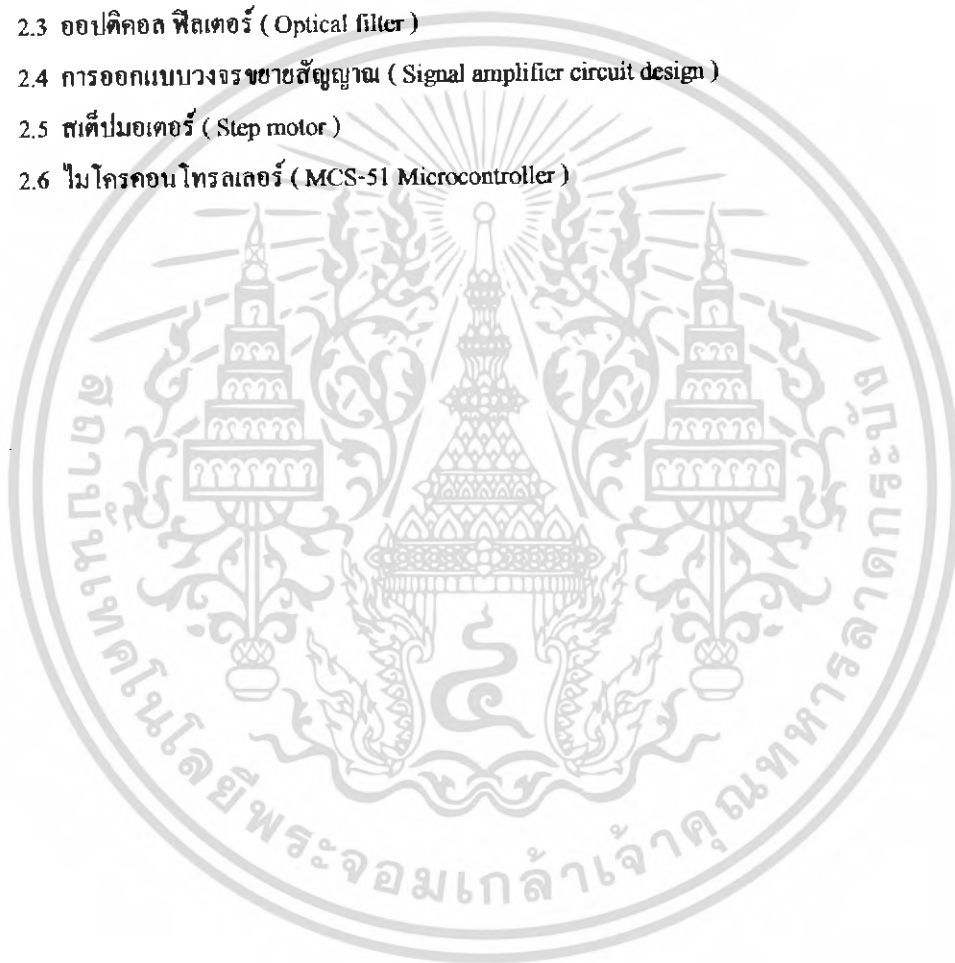 2.3 ออปติคอล ฟิลเตอร์ ( Optical filter )
2.4 การออกแบบวงจรขยายสัญญาณ ( Signal amplifier circuit design )
2.5 สเต็ปมอเตอร์ ( Step motor )
2.6 ไมโครคอนโทรลเลอร์ ( MCS-51 Microcontroller )
สถาบันเทคโนโลยีพระจอมเกล้าเจ้าคุณทหารลาดกระบัง